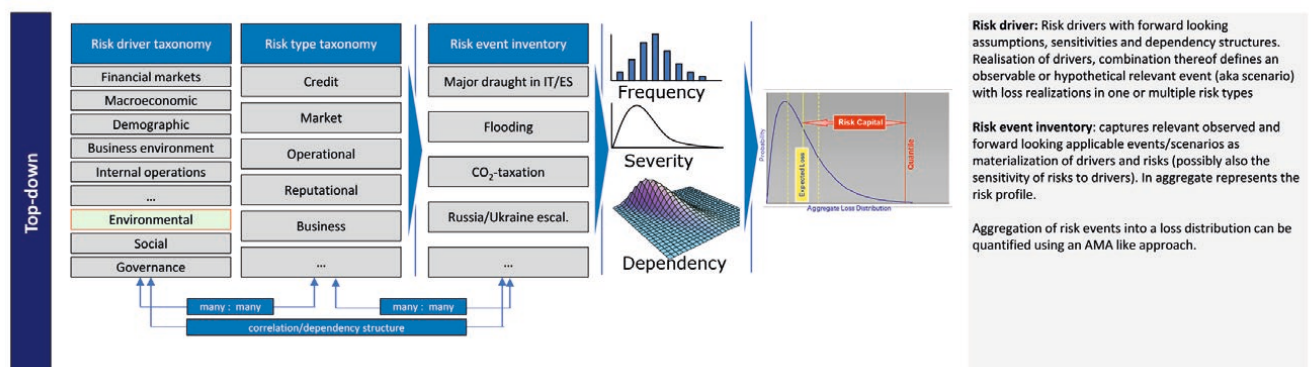 Top-down
Risk driver taxonomy
Financial markets
Macroeconomic
Demographic
Business environment
Internal operations
...
Environmental
Social
Governance
Risk type taxonomy
Credit
Market
Operational
Reputational
Business
...
Risk event inventory
Major draught in IT/ES
Flooding
CO₂-taxation
Russia/Ukraine escal.
...
many : many
many : many
correlation/dependency structure
Frequency
Severity
Dependency
Probability
Expected Loss
Risk Capital
Quantile
Aggregate Loss Distribution
Risk driver: Risk drivers with forward looking
assumptions, sensitivities and dependency structures.
Realisation of drivers, combination thereof defines an
observable or hypothetical relevant event (aka scenario)
with loss realizations in one or multiple risk types
Risk event inventory: captures relevant observed and
forward looking applicable events/scenarios as
materialization of drivers and risks (possibly also the
sensitivity of risks to drivers). In aggregate represents the
risk profile.
Aggregation of risk events into a loss distribution can be
quantified using an AMA like approach.